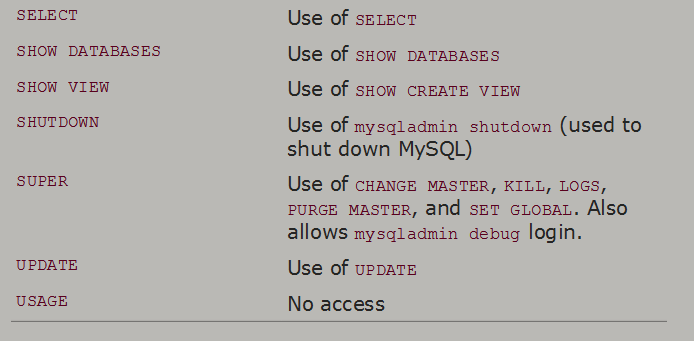 SELECT Use of SELECT
SHOW DATABASES Use of SHOW DATABASES
SHOW VIEW Use of SHOW CREATE VIEW
SHUTDOWN Use of mysqladmin shutdown (used to
shut down MySQL)
SUPER Use of CHANGE MASTER, KILL, LOGS,
PURGE MASTER, and SET GLOBAL. Also
allows mysqladmin debug login.
UPDATE Use of UPDATE
USAGE No access